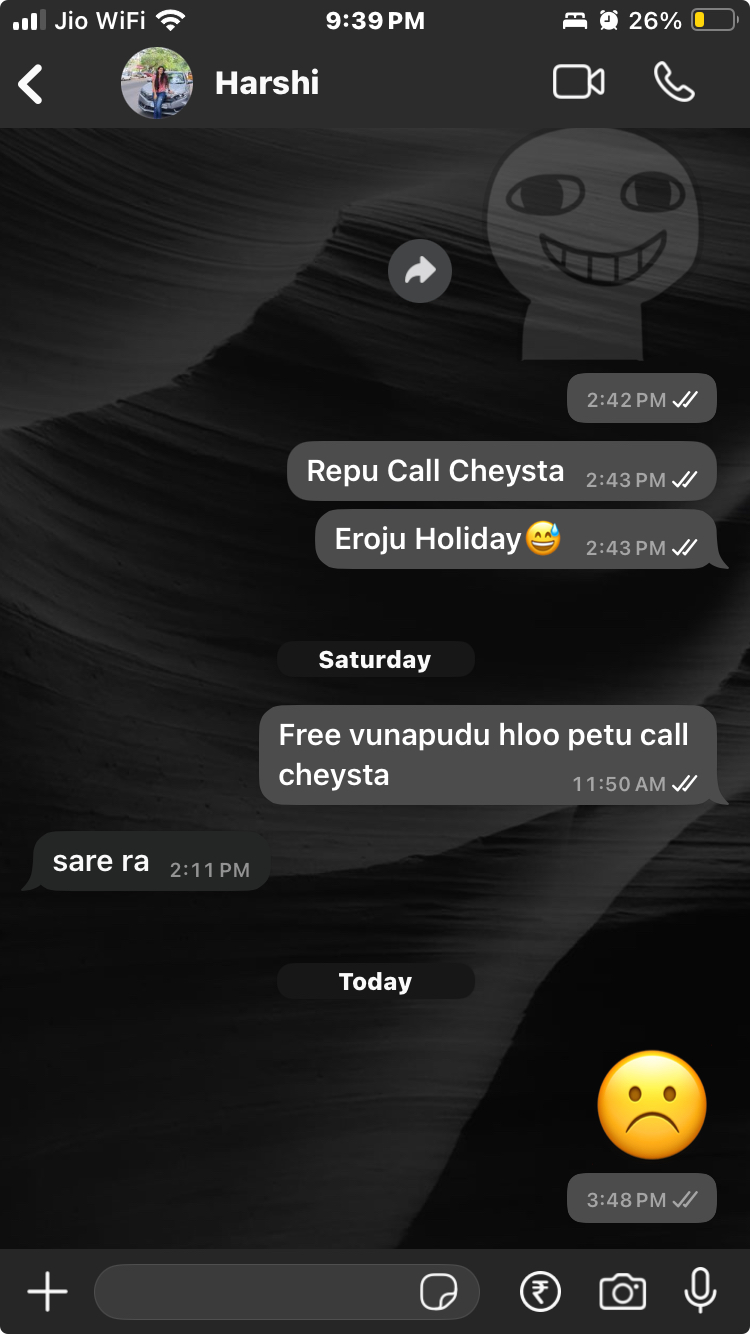 Jio WiFi 9:39 PM 26%
Harshi
2:42 PM
Repu Call Cheysta 2:43 PM
Eroju Holiday😅 2:43 PM
Saturday
Free vunapudu hloo petu call
cheysta 11:50 AM
sare ra 2:11 PM
Today
☹️
3:48 PM
₹